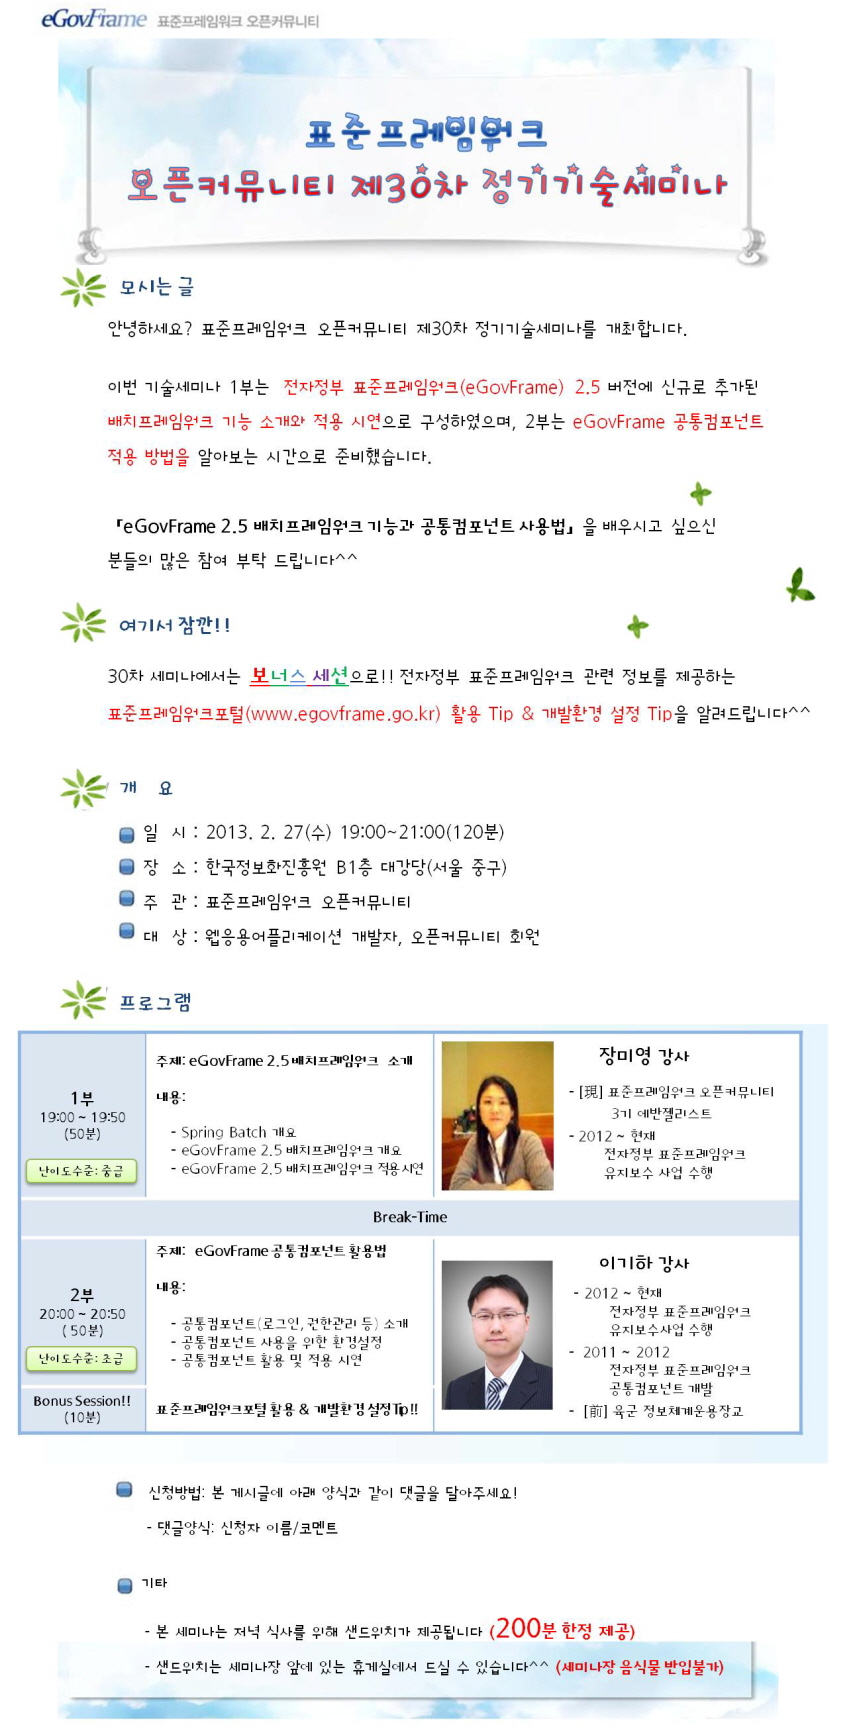 eGovFrame 표준프레임워크 오픈커뮤니티
표준프레임워크
오픈커뮤니티 제30차 정기기술세미나
모시는 글
안녕하세요? 표준프레임워크 오픈커뮤니티 제30차 정기기술세미나를 개최합니다.
이번 기술세미나 1부는 전자정부 표준프레임워크(eGovFrame) 2.5 버전에 신규로 추가된
배치프레임워크 기능 소개와 적용 시연으로 구성하였으며, 2부는 eGovFrame 공통컴포넌트
적용 방법을 알아보는 시간으로 준비했습니다.
『eGovFrame 2.5 배치프레임워크 기능과 공통컴포넌트 사용법』을 배우시고 싶으신
분들의 많은 참여 부탁 드립니다^^
여기서 잠깐!!
30차 세미나에서는 보너스 세션으로!! 전자정부 표준프레임워크 관련 정보를 제공하는
표준프레임워크포털(www.egovframe.go.kr) 활용 Tip & 개발환경 설정 Tip을 알려드립니다^^
개 요
일 시 : 2013. 2. 27(수) 19:00~21:00(120분)
장 소 : 한국정보화진흥원 B1층 대강당(서울 중구)
주 관 : 표준프레임워크 오픈커뮤니티
대 상 : 웹응용어플리케이션 개발자, 오픈커뮤니티 회원
프로그램
1부
19:00 ~ 19:50
(50분)
난이도수준: 중급
주제: eGovFrame 2.5 배치프레임워크 소개
내용:
- Spring Batch 개요
- eGovFrame 2.5 배치프레임워크 개요
- eGovFrame 2.5 배치프레임워크 적용시연
장미영 강사
- [現] 표준프레임워크 오픈커뮤니티
3기 에반젤리스트
- 2012 ~ 현재
전자정부 표준프레임워크
유지보수 사업 수행
Break-Time
2부
20:00 ~ 20:50
( 50분)
난이도수준: 초급
주제: eGovFrame 공통컴포넌트 활용법
내용:
- 공통컴포넌트(로그인, 권한관리 등) 소개
- 공통컴포넌트 사용을 위한 환경설정
- 공통컴포넌트 활용 및 적용 시연
이기하 강사
- 2012 ~ 현재
전자정부 표준프레임워크
유지보수사업 수행
- 2011 ~ 2012
전자정부 표준프레임워크
공통컴포넌트 개발
- [前] 육군 정보체계운용장교
Bonus Session!!
(10분)
표준프레임워크포털 활용 & 개발환경 설정Tip!!
신청방법: 본 게시글에 아래 양식과 같이 댓글을 달아주세요!
- 댓글양식: 신청자 이름/코멘트
기타
- 본 세미나는 저녁 식사를 위해 샌드위치가 제공됩니다 (200분 한정 제공)
- 샌드위치는 세미나장 앞에 있는 휴게실에서 드실 수 있습니다^^ (세미나장 음식물 반입불가)